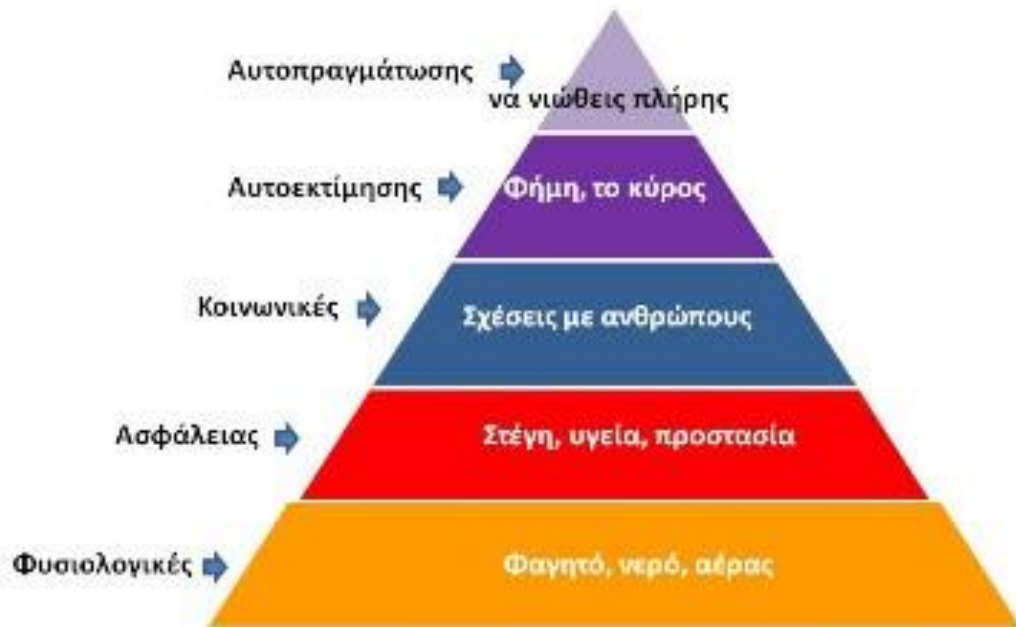 Αυτοπραγμάτωσης
να νιώθεις πλήρης
Αυτοεκτίμησης
Φήμη, το κύρος
Κοινωνικές
Σχέσεις με ανθρώπους
Ασφάλειας
Στέγη, υγεία, προστασία
Φυσιολογικές
Φαγητό, νερό, αέρας